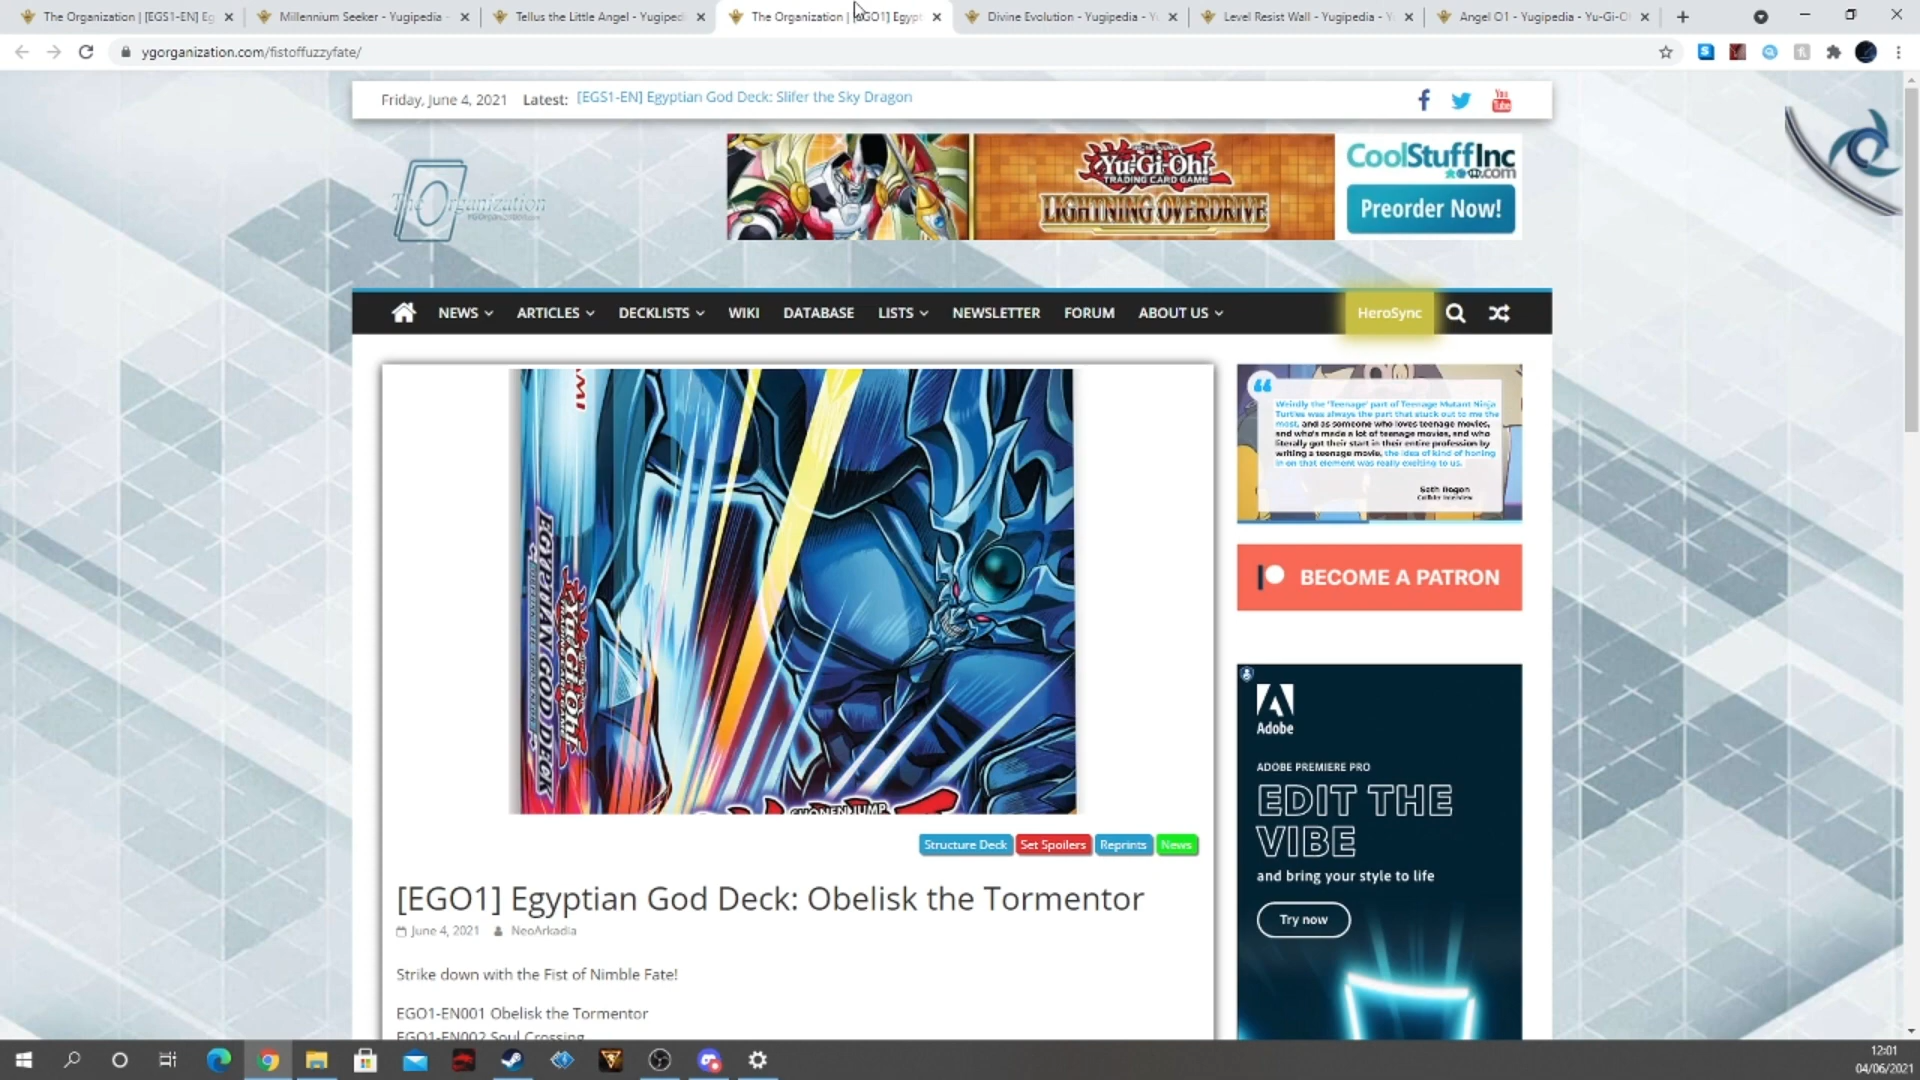 The Organization | [EGS1-EN] Eg
Millennium Seeker - Yugipedia -
Tellus the Little Angel - Yugiped
The Organization | [EGO1] Egypt
Divine Evolution - Yugipedia - Y
Level Resist Wall - Yugipedia - Y
Angel O1 - Yugipedia - Yu-Gi-O
ygorganization.com/fistoffuzzyfate/
Friday, June 4, 2021
Latest:
[EGS1-EN] Egyptian God Deck: Slifer the Sky Dragon
You Tube
The Organization
Yu-Gi-Oh!
TRADING CARD GAME
LIGHTNING OVERDRIVE
CoolStuffInc
.com
Preorder Now!
NEWS
ARTICLES
DECKLISTS
WIKI
DATABASE
LISTS
NEWSLETTER
FORUM
ABOUT US
HeroSync
Weirdly the 'Teenage' part of Teenage Mutant Ninja
Turtles was always the part that stuck out to me the
most, and as someone who loves teenage movies,
and who's made a lot of teenage movies, and who
literally got their start in their entire profession by
writing a teenage movie, the idea of kind of honing
in on that element was really exciting to us.
Seth Rogen
Collider Interview
BECOME A PATRON
EGYPTIAN GOD DECK
Yu-Gi-Oh!
SHONEN JUMP
Structure Deck
Set Spoilers
Reprints
News
[EGO1] Egyptian God Deck: Obelisk the Tormentor
June 4, 2021
NeoArkadia
Strike down with the Fist of Nimble Fate!
EGO1-EN001 Obelisk the Tormentor
EGO1-EN002 Soul Crossing
Adobe
ADOBE PREMIERE PRO
EDIT THE
VIBE
and bring your style to life
Try now
12:01
04/06/2021